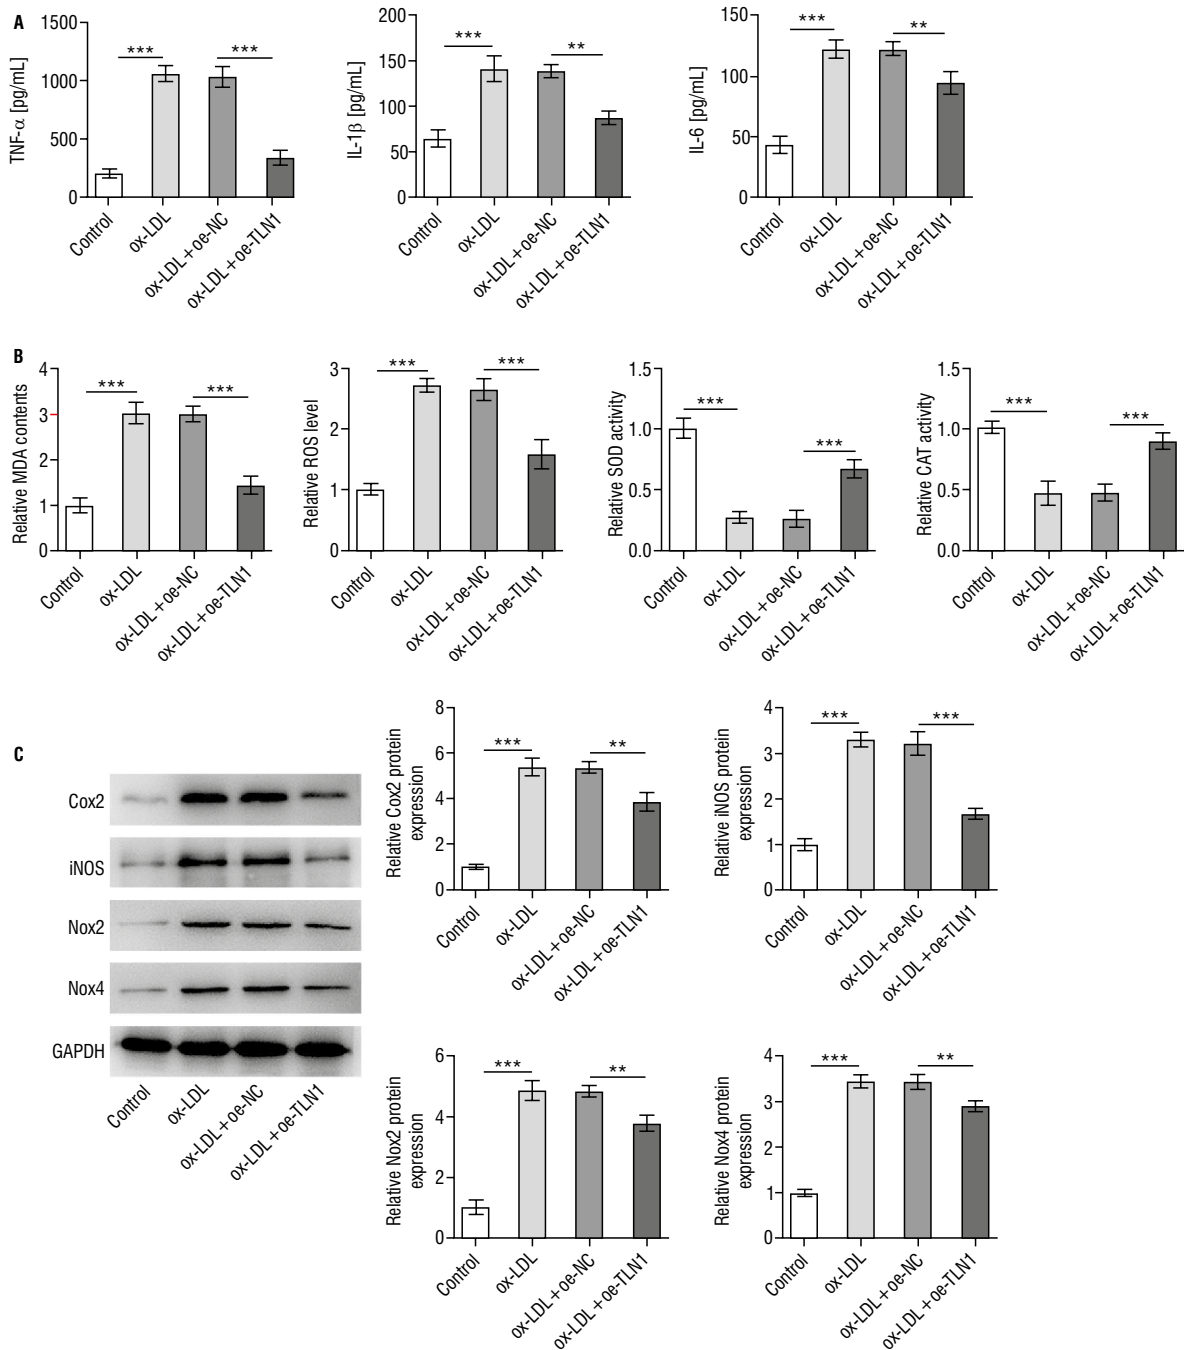 A
TNF-α [pg/mL]
1500
1000
500
0
***
***
Control
ox-LDL
ox-LDL + oe-NC
ox-LDL + oe-TLN1
IL-1β [pg/mL]
200
150
100
50
0
***
**
Control
ox-LDL
ox-LDL + oe-NC
ox-LDL + oe-TLN1
IL-6 [pg/mL]
150
100
50
0
***
**
Control
ox-LDL
ox-LDL + oe-NC
ox-LDL + oe-TLN1
B
Relative MDA contents
4
3
2
1
0
***
***
Control
ox-LDL
ox-LDL + oe-NC
ox-LDL + oe-TLN1
Relative ROS level
3
2
1
0
***
***
Control
ox-LDL
ox-LDL + oe-NC
ox-LDL + oe-TLN1
Relative SOD activity
1.5
1.0
0.5
0.0
***
***
Control
ox-LDL
ox-LDL + oe-NC
ox-LDL + oe-TLN1
Relative CAT activity
1.5
1.0
0.5
0.0
***
***
Control
ox-LDL
ox-LDL + oe-NC
ox-LDL + oe-TLN1
C
Cox2
iNOS
Nox2
Nox4
GAPDH
Control
ox-LDL
ox-LDL + oe-NC
ox-LDL + oe-TLN1
Relative Cox2 protein
expression
8
6
4
2
0
***
**
Control
ox-LDL
ox-LDL + oe-NC
ox-LDL + oe-TLN1
Relative iNOS protein
expression
4
3
2
1
0
***
***
Control
ox-LDL
ox-LDL + oe-NC
ox-LDL + oe-TLN1
Relative Nox2 protein
expression
6
4
2
0
***
**
Control
ox-LDL
ox-LDL + oe-NC
ox-LDL + oe-TLN1
Relative Nox4 protein
expression
4
3
2
1
0
***
**
Control
ox-LDL
ox-LDL + oe-NC
ox-LDL + oe-TLN1